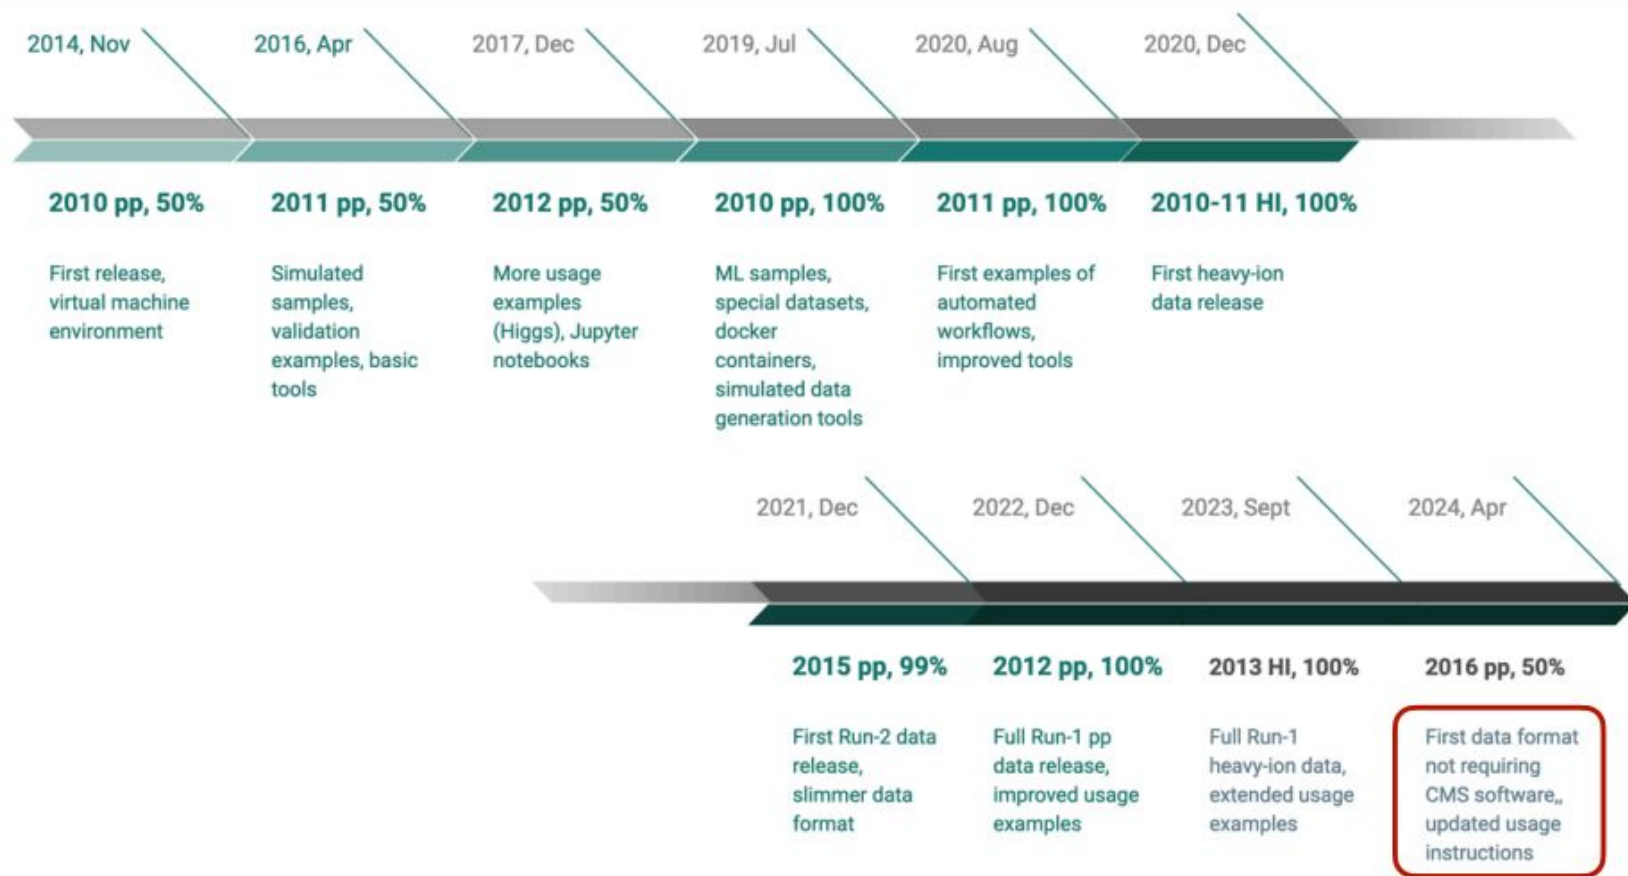 2014, Nov
2016, Apr
2017, Dec
2019, Jul
2020, Aug
2020, Dec
2010 pp, 50%
First release,
virtual machine
environment
2011 pp, 50%
Simulated
samples,
validation
examples, basic
tools
2012 pp, 50%
More usage
examples
(Higgs), Jupyter
notebooks
2010 pp, 100%
ML samples,
special datasets,
docker
containers,
simulated data
generation tools
2011 pp, 100%
First examples of
automated
workflows,
improved tools
2010-11 HI, 100%
First heavy-ion
data release
2021, Dec
2022, Dec
2023, Sept
2024, Apr
2015 pp, 99%
First Run-2 data
release,
slimmer data
format
2012 pp, 100%
Full Run-1 pp
data release,
improved usage
examples
2013 HI, 100%
Full Run-1
heavy-ion data,
extended usage
examples
2016 pp, 50%
First data format
not requiring
CMS software,,
updated usage
instructions